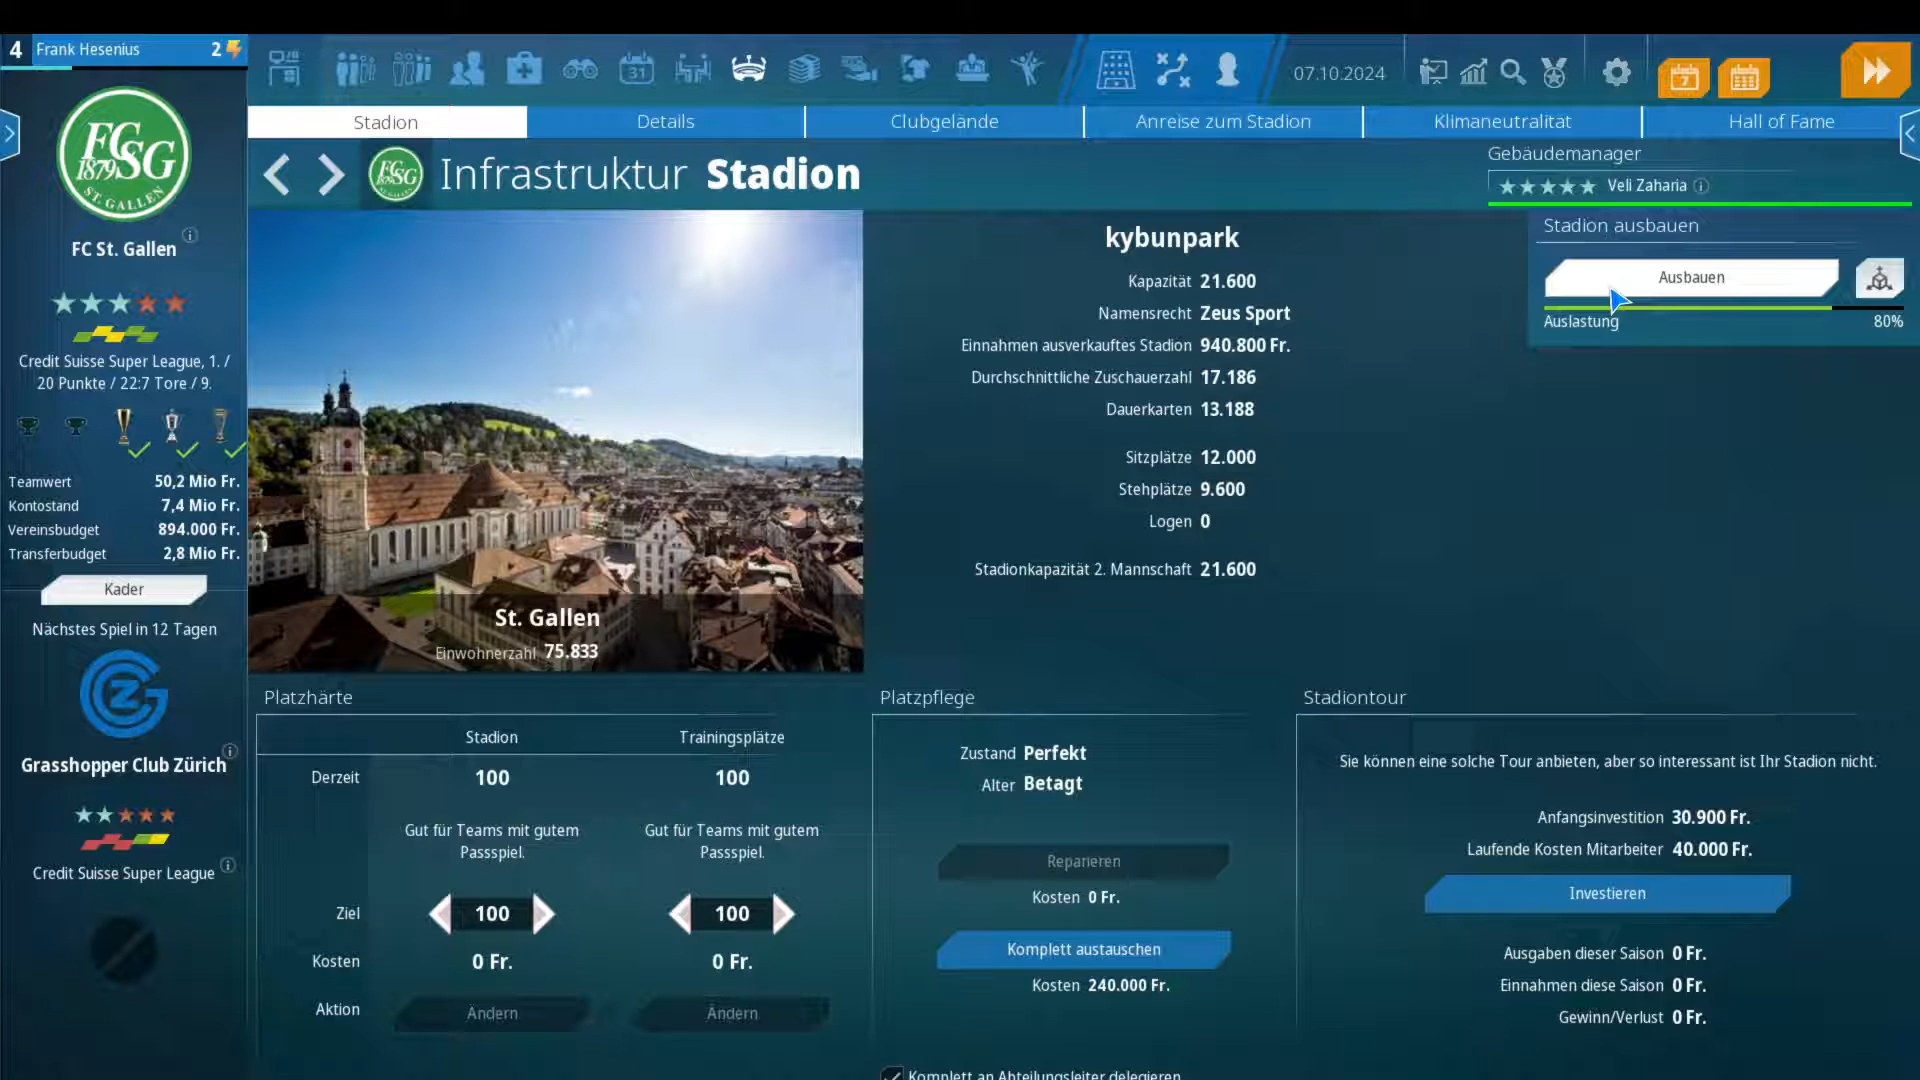 4 Frank Hesenius 2
31
07.10.2024
7
Stadion Details Clubgelände Anreise zum Stadion Klimaneutralität Hall of Fame
FCSG
1879
ST. GALLEN
Infrastruktur Stadion
Gebäudemanager
Veli Zaharia
FC St. Gallen
Credit Suisse Super League, 1. /
20 Punkte / 22:7 Tore / 9.
Teamwert 50,2 Mio Fr.
Kontostand 7,4 Mio Fr.
Vereinsbudget 894.000 Fr.
Transferbudget 2,8 Mio Fr.
Kader
Nächstes Spiel in 12 Tagen
Grasshopper Club Zürich
Credit Suisse Super League
St. Gallen
Einwohnerzahl 75.833
kybunpark
Kapazität 21.600
Namensrecht Zeus Sport
Einnahmen ausverkauftes Stadion 940.800 Fr.
Durchschnittliche Zuschauerzahl 17.186
Dauerkarten 13.188
Sitzplätze 12.000
Stehplätze 9.600
Logen 0
Stadionkapazität 2. Mannschaft 21.600
Stadion ausbauen
Ausbauen
Auslastung 80%
Platzhärte
Stadion Trainingsplätze
Derzeit 100 100
Gut für Teams mit gutem Gut für Teams mit gutem
Passspiel. Passspiel.
Ziel 100 100
Kosten 0 Fr. 0 Fr.
Aktion Ändern Ändern
Platzpflege
Zustand Perfekt
Alter Betagt
Reparieren
Kosten 0 Fr.
Komplett austauschen
Kosten 240.000 Fr.
Komplett an Abteilungsleiter delegieren
Stadiontour
Sie können eine solche Tour anbieten, aber so interessant ist Ihr Stadion nicht.
Anfangsinvestition 30.900 Fr.
Laufende Kosten Mitarbeiter 40.000 Fr.
Investieren
Ausgaben dieser Saison 0 Fr.
Einnahmen diese Saison 0 Fr.
Gewinn/Verlust 0 Fr.